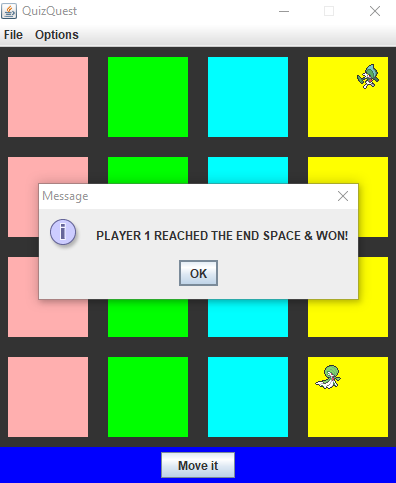 QuizQuest
File Options
Message
PLAYER 1 REACHED THE END SPACE & WON!
OK
Move it